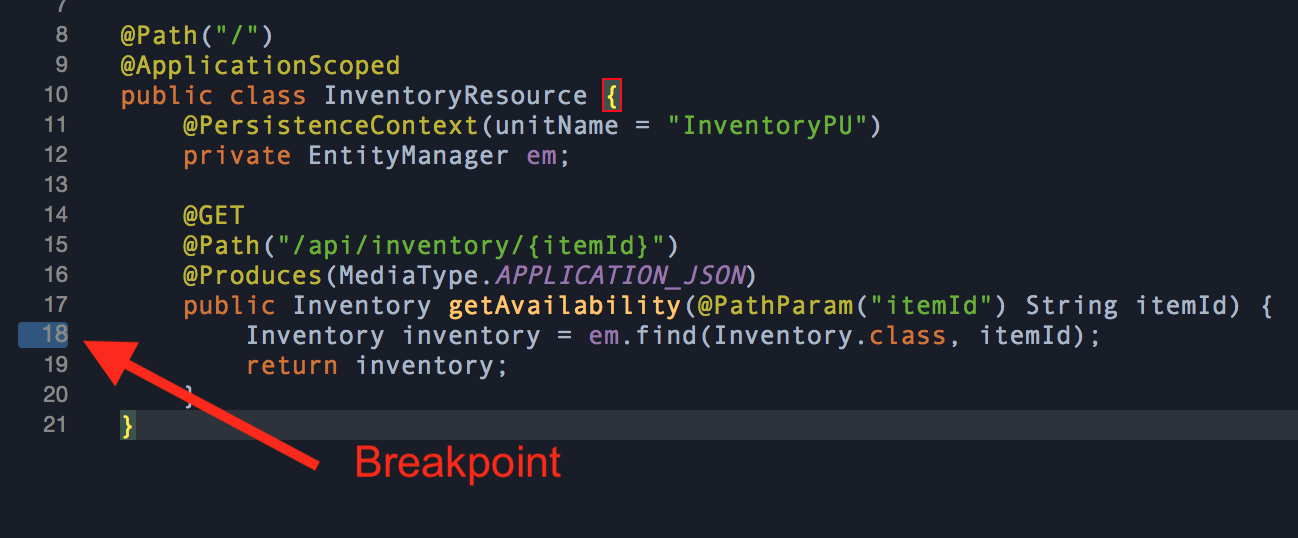 7
8 @Path("/")
9 @ApplicationScoped
10 public class InventoryResource {
11 @PersistenceContext(unitName = "InventoryPU")
12 private EntityManager em;
13
14 @GET
15 @Path("/api/inventory/{itemId}")
16 @Produces(MediaType.APPLICATION_JSON)
17 public Inventory getAvailability(@PathParam("itemId") String itemId) {
18 Inventory inventory = em.find(Inventory.class, itemId);
19 return inventory;
20 }
21 }
Breakpoint